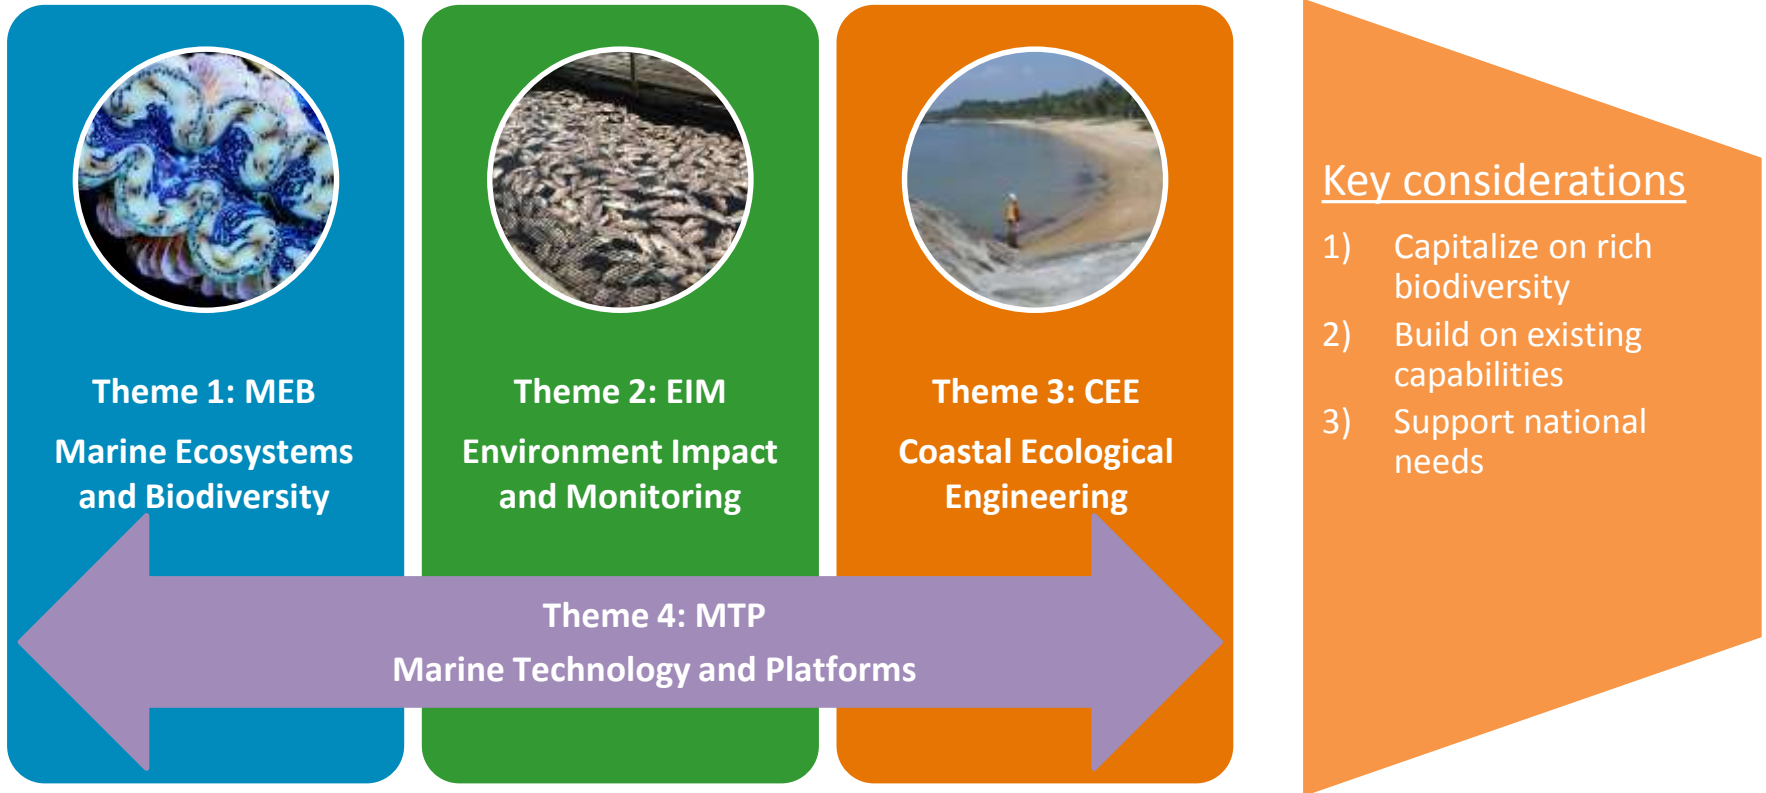 Theme 1: MEB
Marine Ecosystems
and Biodiversity
Theme 2: EIM
Environment Impact
and Monitoring
Theme 3: CEE
Coastal Ecological
Engineering
Theme 4: MTP
Marine Technology and Platforms
Key considerations
1) Capitalize on rich
biodiversity
2) Build on existing
capabilities
3) Support national
needs